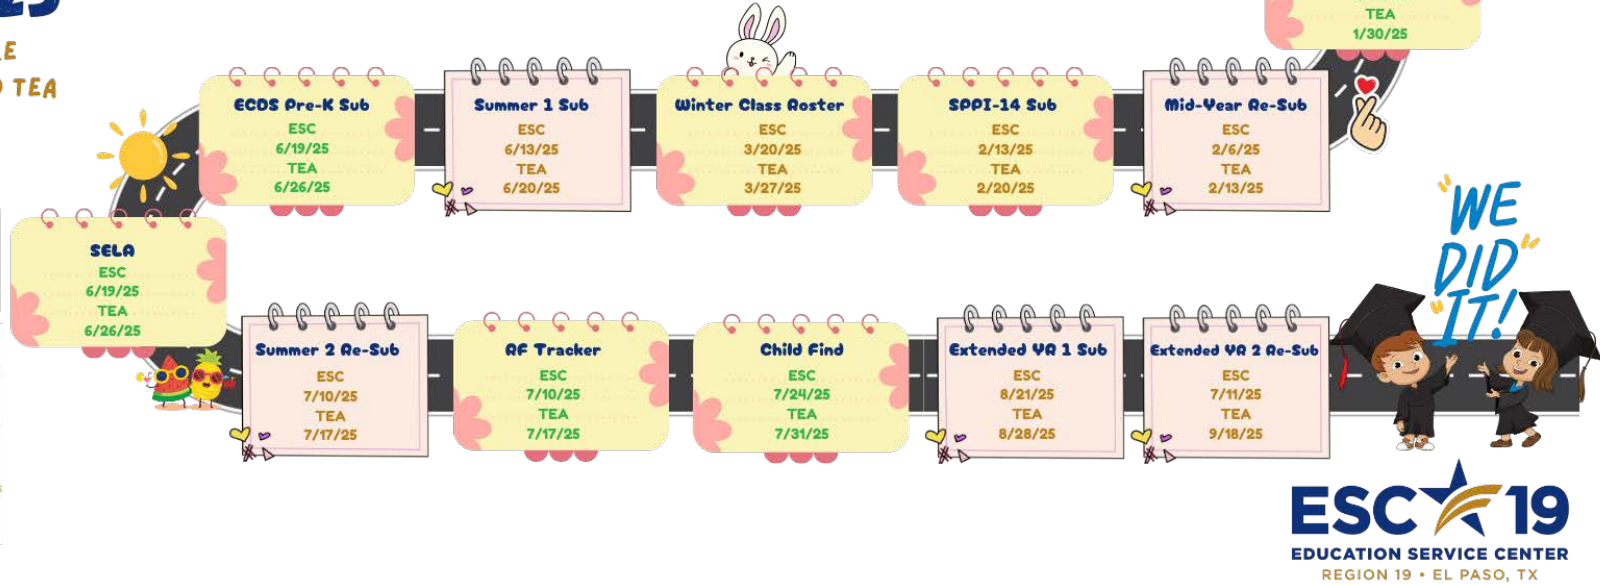 TEA
TEA
1/30/25
ECDS Pre-K Sub
ESC
6/19/25
TEA
6/26/25
Summer 1 Sub
ESC
6/13/25
TEA
6/20/25
Winter Class Roster
ESC
3/20/25
TEA
3/27/25
SPPI-14 Sub
ESC
2/13/25
TEA
2/20/25
Mid-Year Re-Sub
ESC
2/6/25
TEA
2/13/25
SELA
ESC
6/19/25
TEA
6/26/25
Summer 2 Re-Sub
ESC
7/10/25
TEA
7/17/25
RF Tracker
ESC
7/10/25
TEA
7/17/25
Child Find
ESC
7/24/25
TEA
7/31/25
Extended YR 1 Sub
ESC
8/21/25
TEA
8/28/25
Extended YR 2 Re-Sub
ESC
7/11/25
TEA
9/18/25
"WE
DID"
"IT!
ESC 19
EDUCATION SERVICE CENTER
REGION 19 • EL PASO, TX